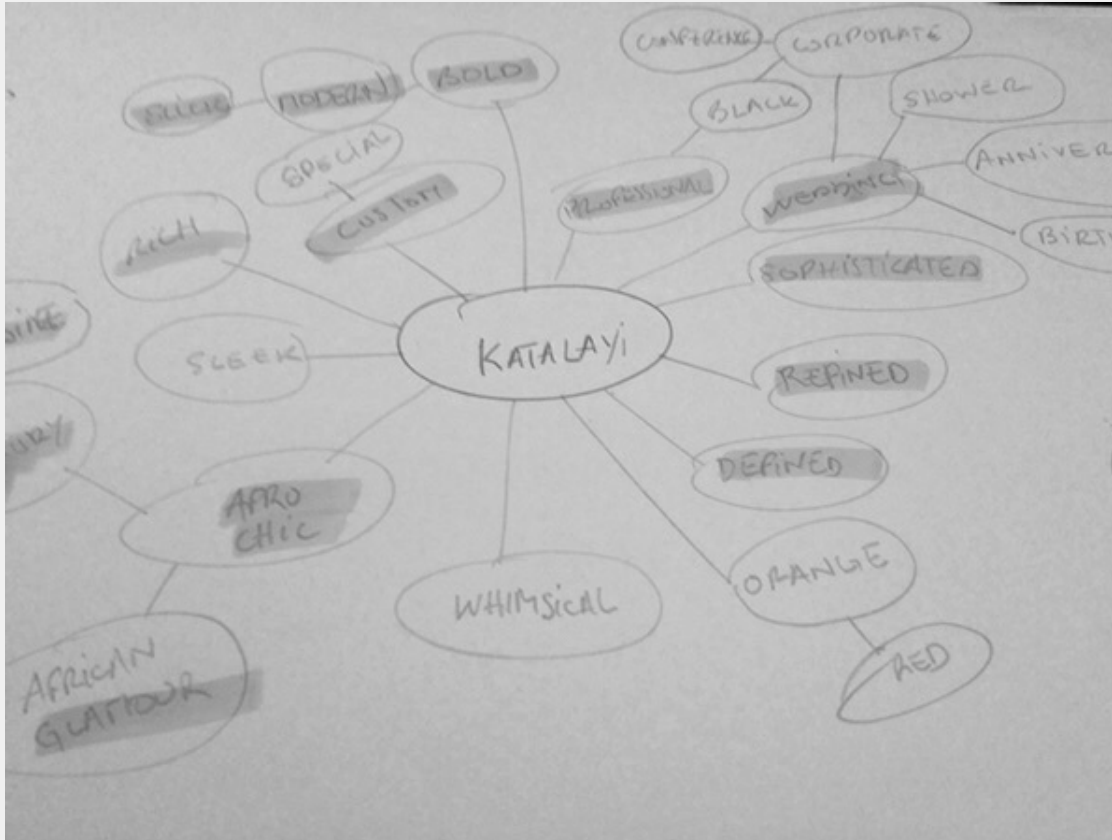 CONFERENCE
CORPORATE
BOLD
MODERN
SHOWER
BLACK
SPECIAL
ANNIVER
PROFESSIONAL
WEDDING
CUSTOM
RICH
BIRT
SOPHISTICATED
KATALAYi
SLEEK
REFiNED
URY
DEFiNED
AFRO
CHiC
ORANGE
WHiMSiCAL
RED
AFRiCAN
GLAMOUR